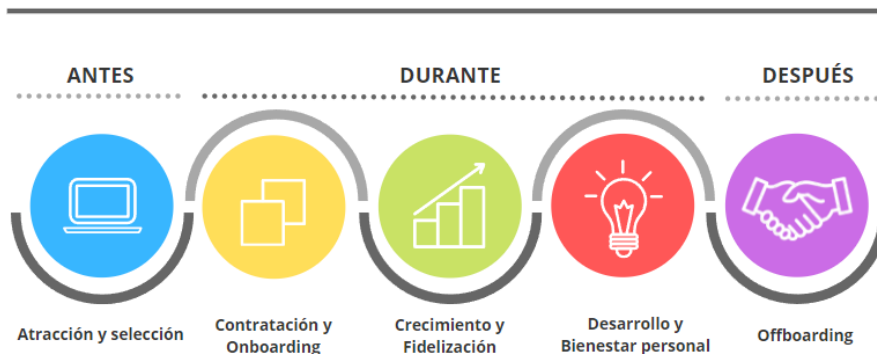 ANTES
DURANTE
DESPUÉS
Atracción y selección
Contratación y
Onboarding
Crecimiento y
Fidelización
Desarrollo y
Bienestar personal
Offboarding